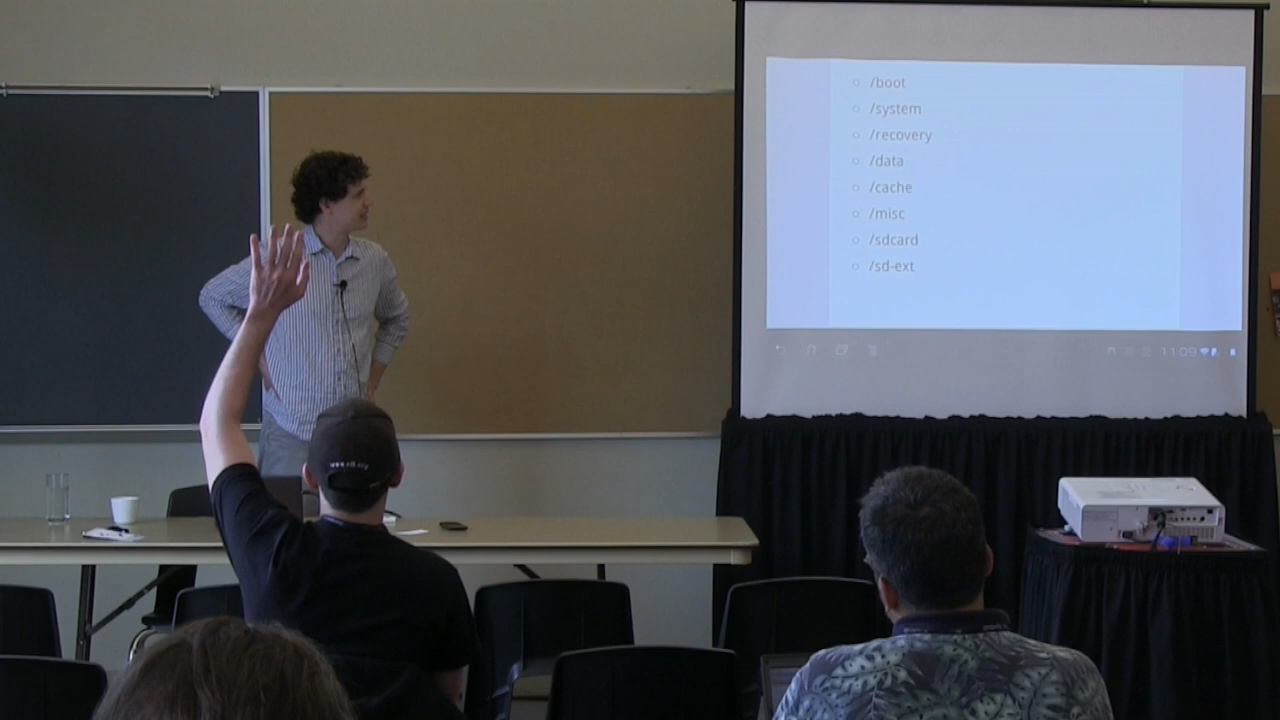 /boot
/system
/recovery
/data
/cache
/misc
/sdcard
/sd-ext
11:09